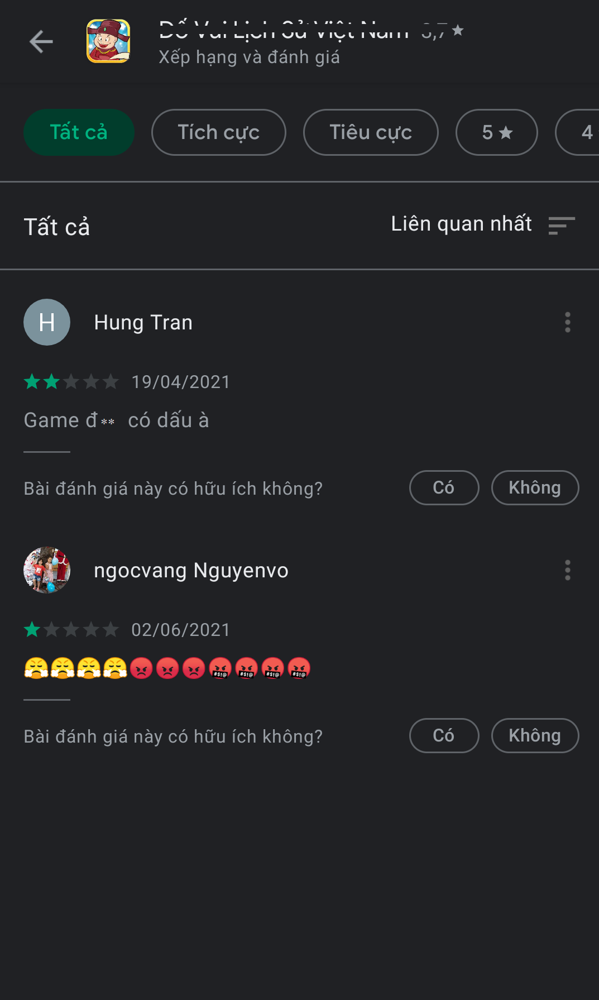 Đố Vui Lịch Sử Việt Nam 3,7 ★
Xếp hạng và đánh giá
Tất cả
Tích cực
Tiêu cực
5 ★
4
Tất cả
Liên quan nhất
H
Hung Tran
19/04/2021
Game đ** có dấu à
Bài đánh giá này có hữu ích không?
Có
Không
ngocvang Nguyenvo
02/06/2021
😤😤😤😤😡😡😡🤬🤬🤬🤬
Bài đánh giá này có hữu ích không?
Có
Không